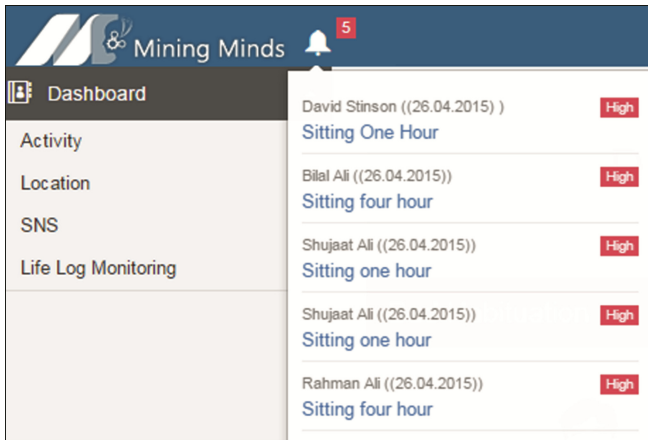 M& Mining Minds 5
Dashboard
Activity
Location
SNS
Life Log Monitoring
David Stinson ((26.04.2015) ) High
Sitting One Hour
Bilal Ali ((26.04.2015)) High
Sitting four hour
Shujaat Ali ((26.04.2015)) High
Sitting one hour
Shujaat Ali ((26.04.2015)) High
Sitting one hour
Rahman Ali ((26.04.2015)) High
Sitting four hour